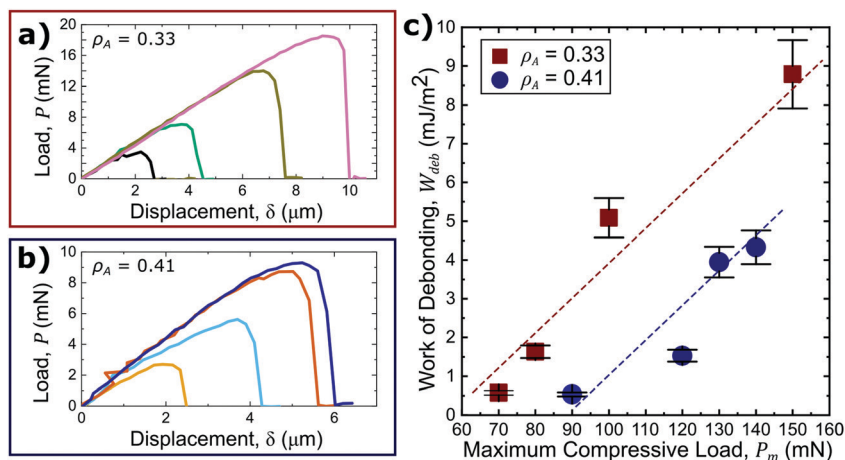 a)
ρA = 0.33
Load, P (mN)
20
16
12
8
4
0
0 2 4 6 8 10
Displacement, δ (μm)
b)
ρA = 0.41
Load, P (mN)
10
8
6
4
2
0
0 2 4 6
Displacement, δ (μm)
c)
ρA = 0.33
ρA = 0.41
Work of Debonding, Wdeb (mJ/m²)
10
9
8
7
6
5
4
3
2
1
0
60 70 80 90 100 110 120 130 140 150 160
Maximum Compressive Load, Pm (mN)